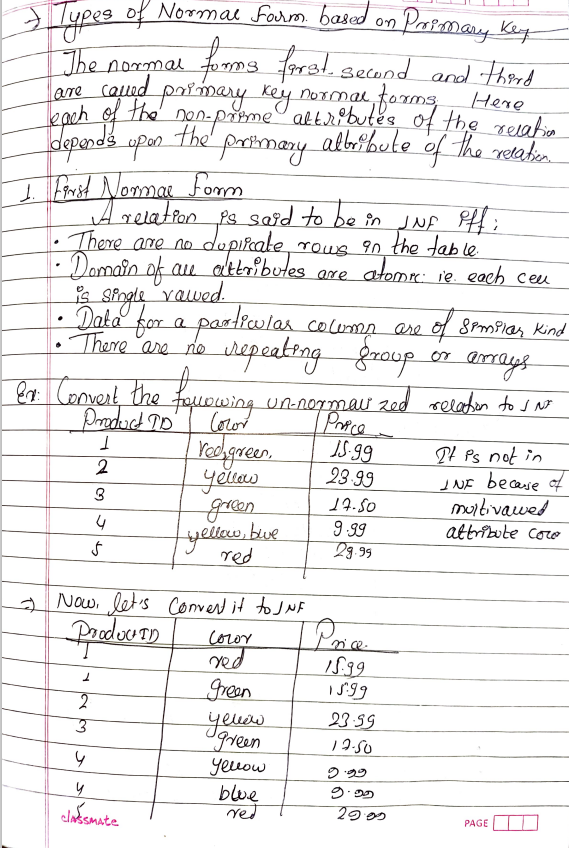 → Types of Normal Form based on Primary Key
The normal forms first, second and third
are called primary key normal forms. Here
each of the non-prime attributes of the relation
depends upon the primary attribute of the relation.
1. First Normal Form
A relation is said to be in 1NF iff;
• There are no duplicate rows in the table.
• Domain of all attributes are atomic: ie. each cell
is single valued.
• Data for a particular column are of similar kind
• There are no repeating group or arrays
Ex: Convert the following un-normalized relation to 1NF
ProductID Color Price
1 red, green, 15.99 It is not in
2 yellow 23.99 1NF because of
3 green 17.50 multivalued
4 yellow, blue 9.99 attribute color
5 red 29.99
⇒ Now, let's Convert it to 1NF
ProductID Color Price.
1 red 15.99
1 green 15.99
2 yellow 23.99
3 green 17.50
4 yellow 9.99
4 blue 9.99
5 red 29.99
classmate PAGE